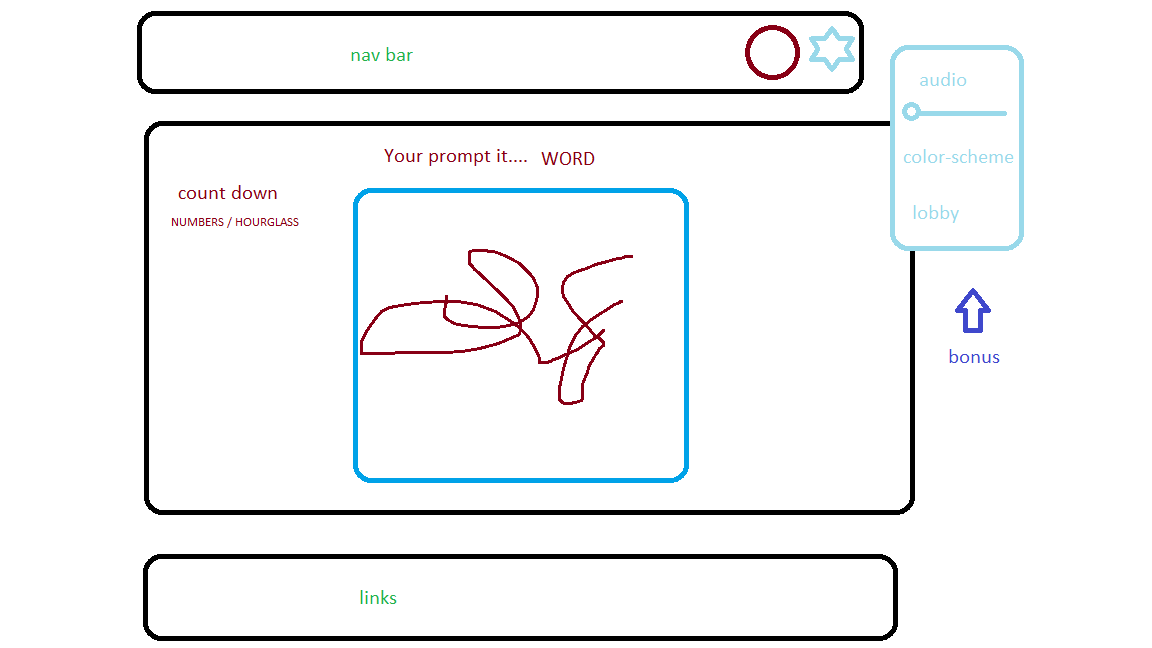 nav bar
audio
color-scheme
lobby
Your prompt it.... WORD
count down
NUMBERS / HOURGLASS
bonus
links